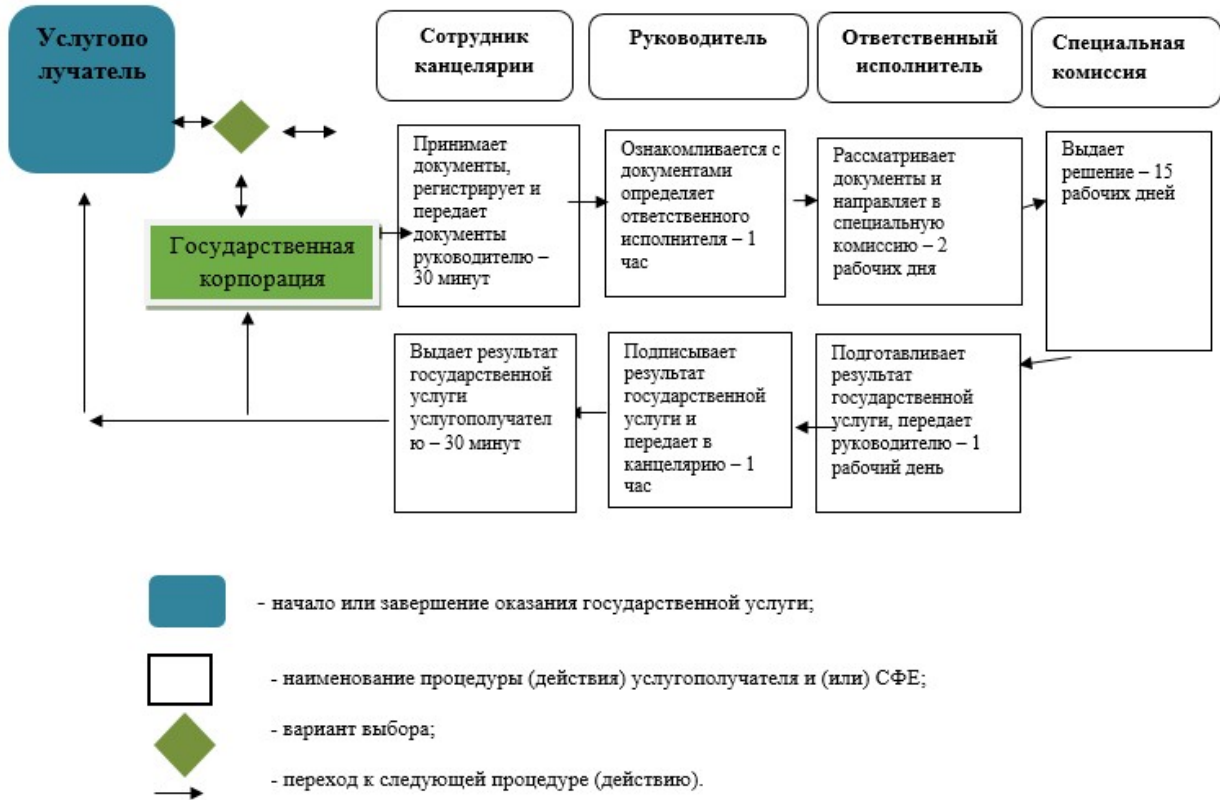 Услугопо
лучатель
Сотрудник
канцелярии
Руководитель
Ответственный
исполнитель
Специальная
комиссия
Государственная
корпорация
Принимает
документы,
регистрирует и
передает
документы
руководителю –
30 минут
Ознакомливается с
документами
определяет
ответственного
исполнителя – 1
час
Рассматривает
документы и
направляет в
специальную
комиссию – 2
рабочих дня
Выдает
решение – 15
рабочих дней
Выдает результат
государственной
услуги
услугополучател
ю – 30 минут
Подписывает
результат
государственной
услуги и
передает в
канцелярию – 1
час
Подготавливает
результат
государственной
услуги, передает
руководителю – 1
рабочий день
- начало или завершение оказания государственной услуги;
- наименование процедуры (действия) услугополучателя и (или) СФЕ;
- вариант выбора;
- переход к следующей процедуре (действию).